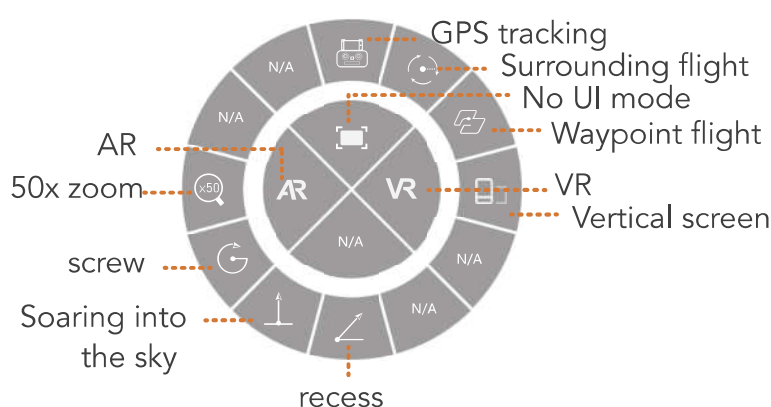 GPS tracking
Surrounding flight
No UI mode
Waypoint flight
N/A
N/A
AR
AR
50x zoom
x50
VR
VR
Vertical screen
N/A
N/A
screw
N/A
Soaring into
the sky
recess